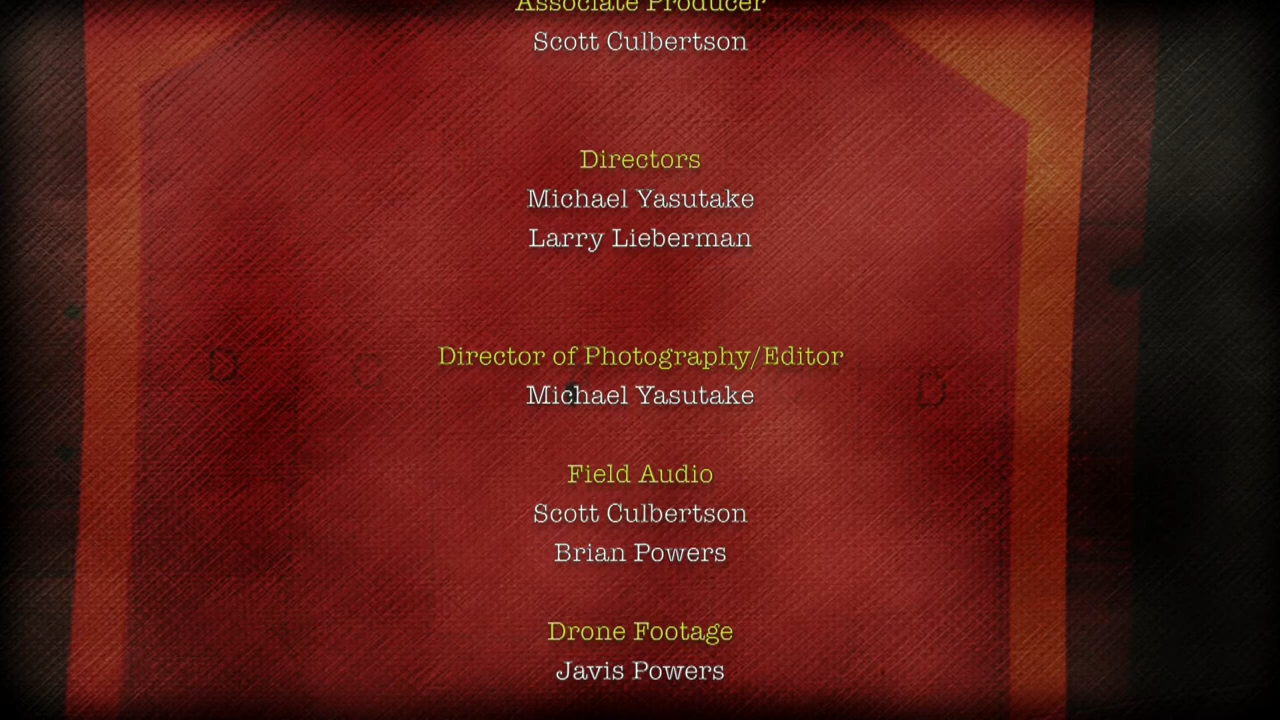 Associate Producer
Scott Culbertson
Directors
Michael Yasutake
Larry Lieberman
Director of Photography/Editor
Michael Yasutake
Field Audio
Scott Culbertson
Brian Powers
Drone Footage
Javis Powers